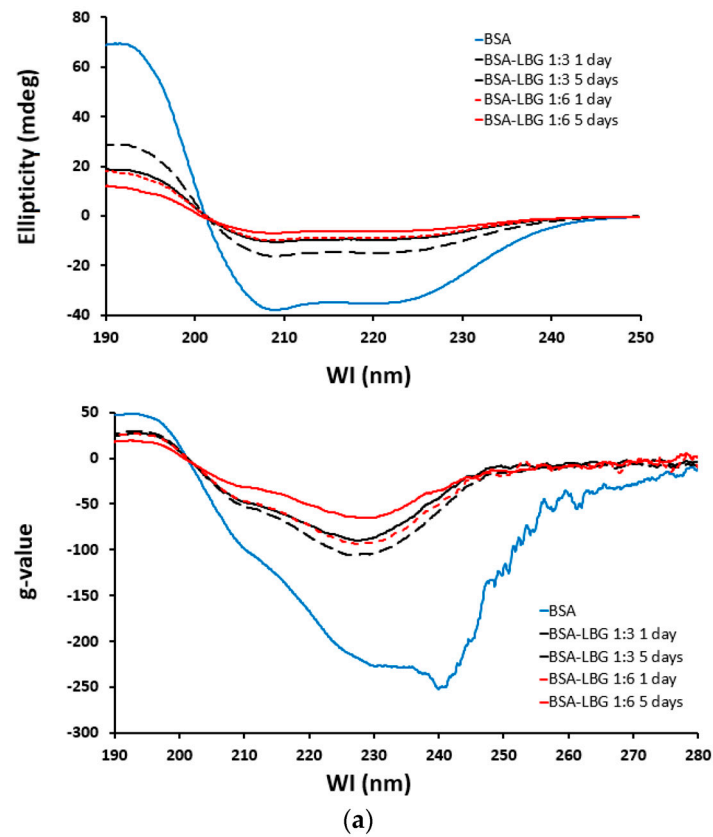 80
60
40
20
0
-20
-40
Ellipticity (mdeg)
BSA
BSA-LBG 1:3 1 day
BSA-LBG 1:3 5 days
BSA-LBG 1:6 1 day
BSA-LBG 1:6 5 days
190 200 210 220 230 240 250
WI (nm)
50
0
-50
-100
-150
-200
-250
-300
g-value
BSA
BSA-LBG 1:3 1 day
BSA-LBG 1:3 5 days
BSA-LBG 1:6 1 day
BSA-LBG 1:6 5 days
190 200 210 220 230 240 250 260 270 280
WI (nm)
(a)